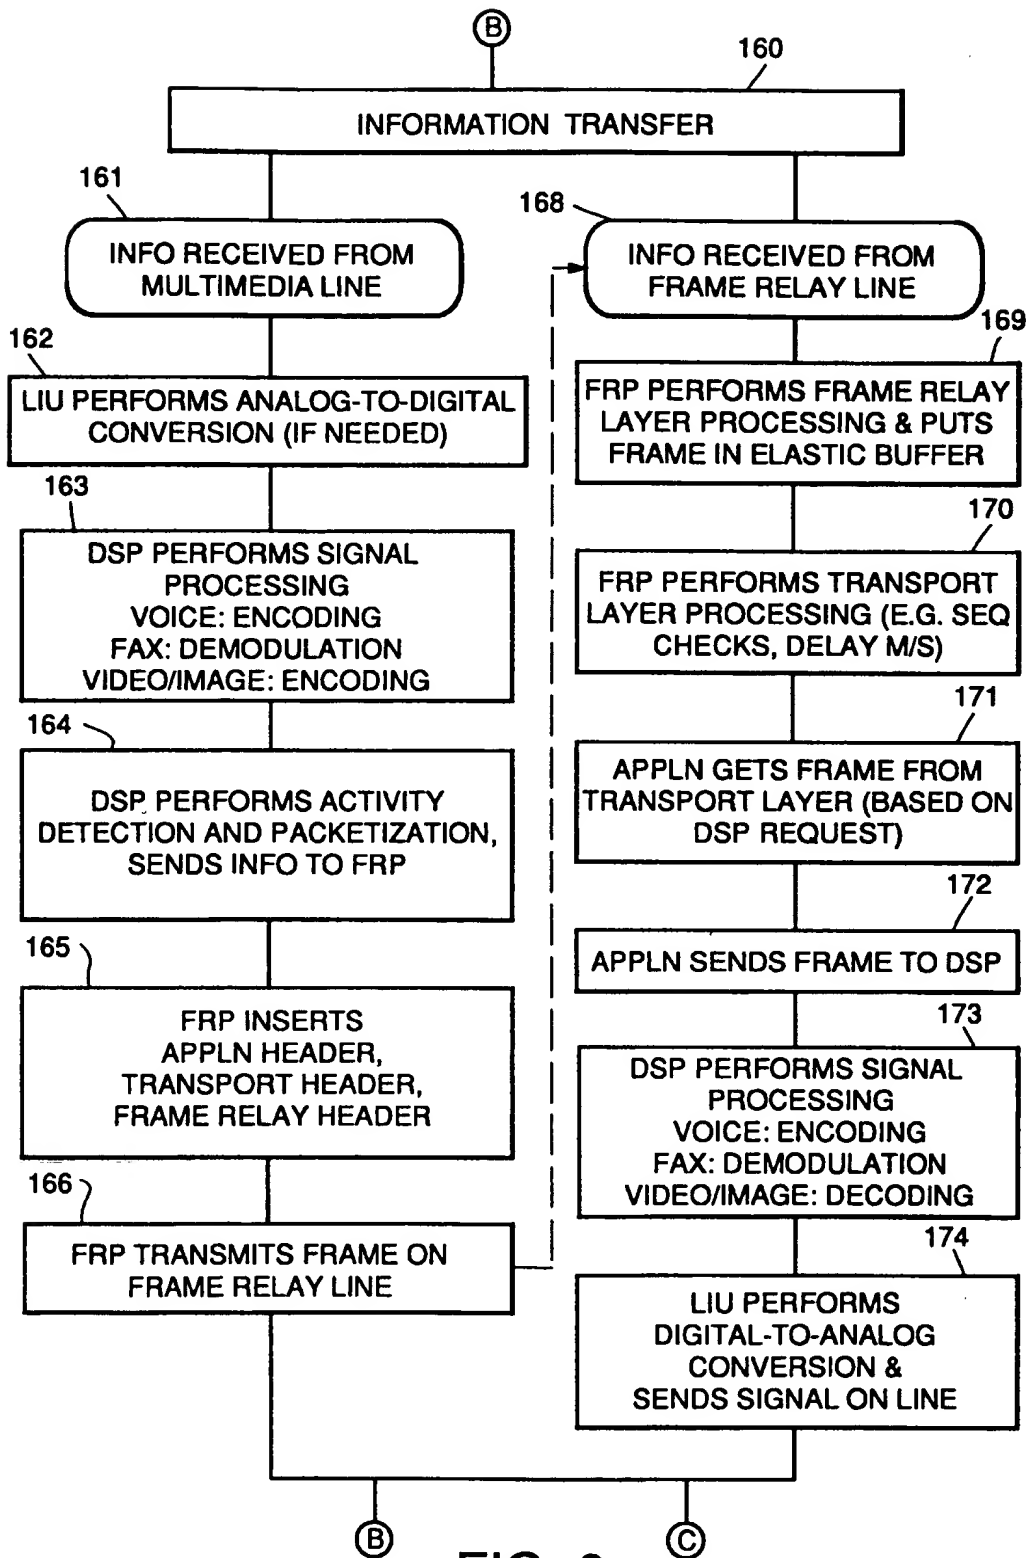 B
160
INFORMATION TRANSFER
161
INFO RECEIVED FROM
MULTIMEDIA LINE
162
LIU PERFORMS ANALOG-TO-DIGITAL
CONVERSION (IF NEEDED)
163
DSP PERFORMS SIGNAL
PROCESSING
VOICE: ENCODING
FAX: DEMODULATION
VIDEO/IMAGE: ENCODING
164
DSP PERFORMS ACTIVITY
DETECTION AND PACKETIZATION,
SENDS INFO TO FRP
165
FRP INSERTS
APPLN HEADER,
TRANSPORT HEADER,
FRAME RELAY HEADER
166
FRP TRANSMITS FRAME ON
FRAME RELAY LINE
168
INFO RECEIVED FROM
FRAME RELAY LINE
169
FRP PERFORMS FRAME RELAY
LAYER PROCESSING & PUTS
FRAME IN ELASTIC BUFFER
170
FRP PERFORMS TRANSPORT
LAYER PROCESSING (E.G. SEQ
CHECKS, DELAY M/S)
171
APPLN GETS FRAME FROM
TRANSPORT LAYER (BASED ON
DSP REQUEST)
172
APPLN SENDS FRAME TO DSP
173
DSP PERFORMS SIGNAL
PROCESSING
VOICE: ENCODING
FAX: DEMODULATION
VIDEO/IMAGE: DECODING
174
LIU PERFORMS
DIGITAL-TO-ANALOG
CONVERSION &
SENDS SIGNAL ON LINE
B
C
FIG.